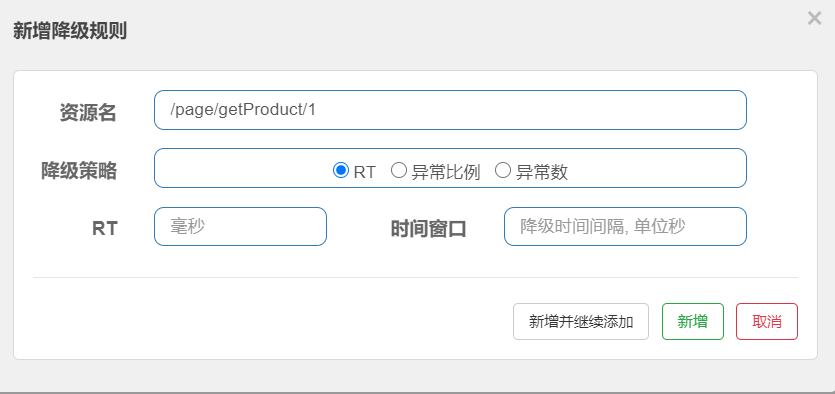 新增降级规则
×
资源名 /page/getProduct/1
降级策略 RT 异常比例 异常数
RT 毫秒 时间窗口 降级时间间隔, 单位秒
新增并继续添加 新增 取消